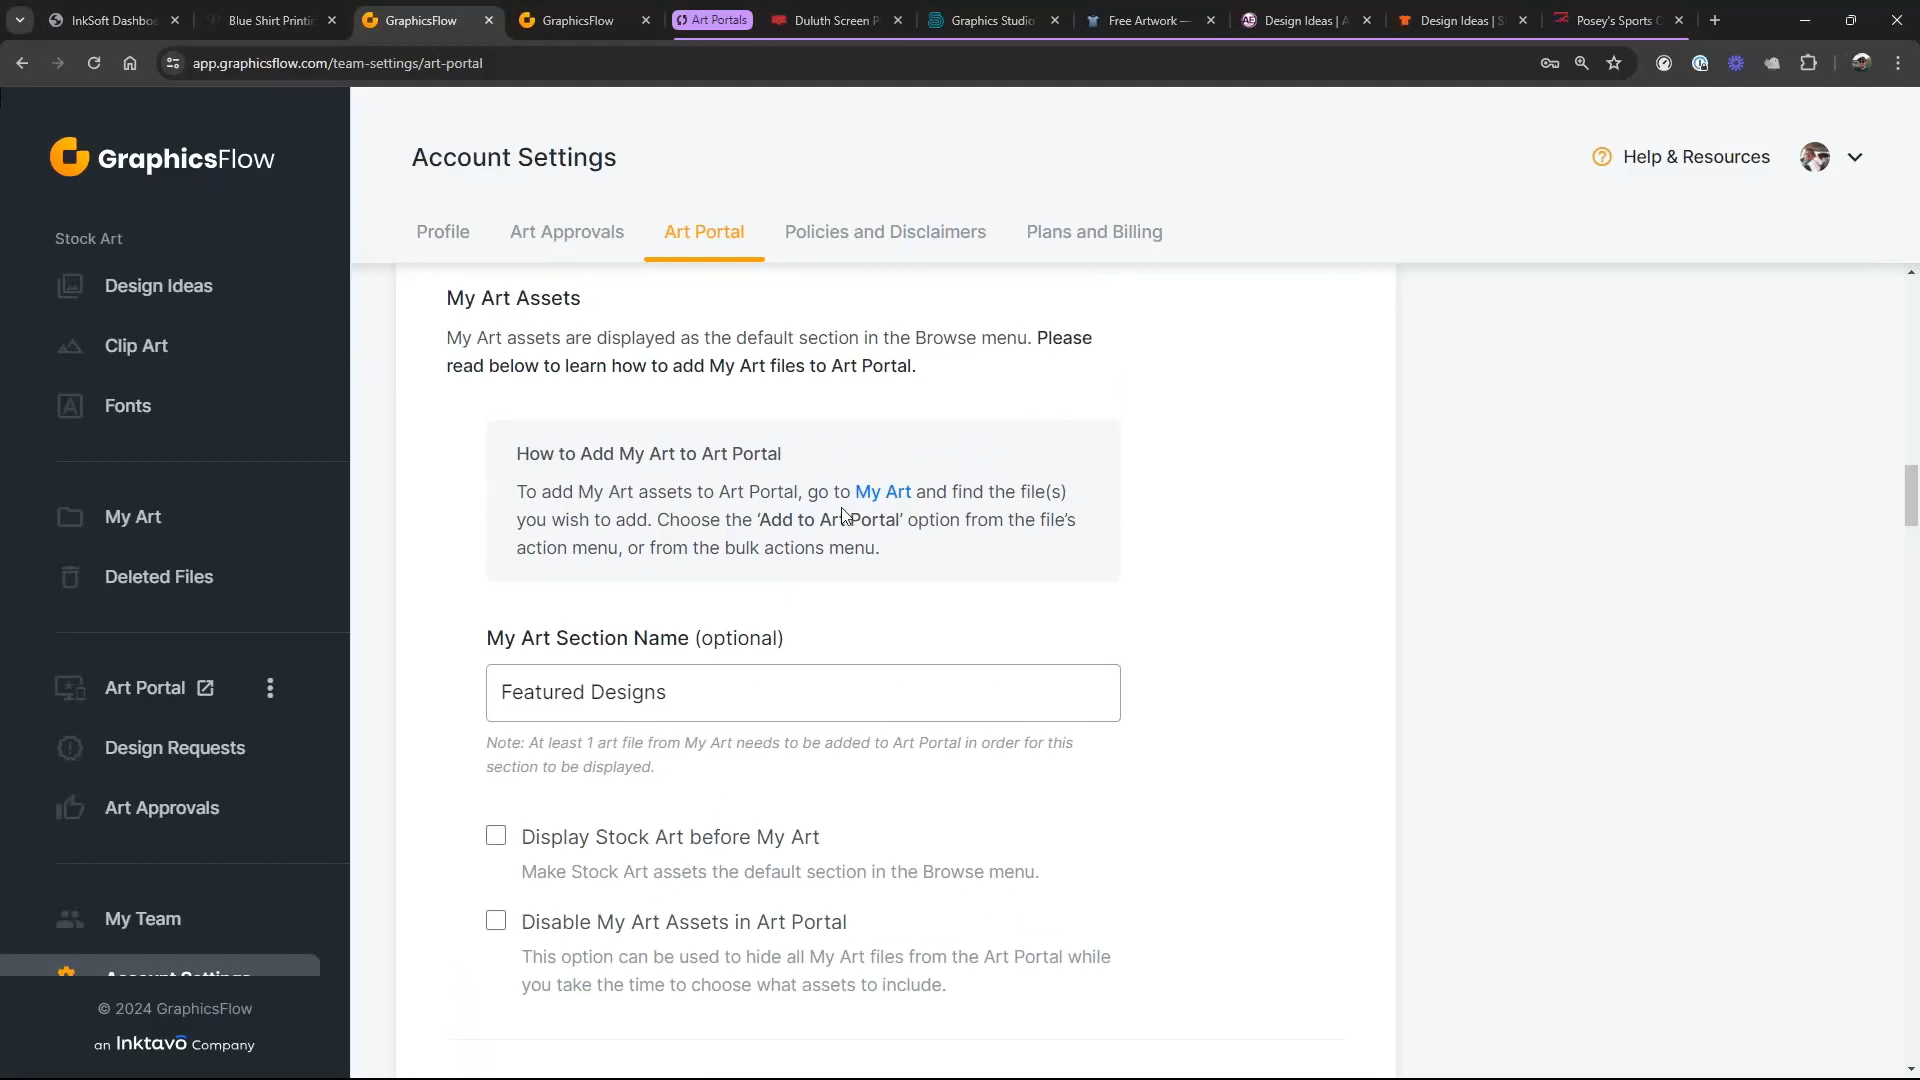 InkSoft Dashbo
Blue Shirt Printi
GraphicsFlow
GraphicsFlow
Art Portals
Duluth Screen P
Graphics Studio
Free Artwork —
Design Ideas | A
Design Ideas | S
Posey's Sports C
app.graphicsflow.com/team-settings/art-portal
GraphicsFlow
Stock Art
Design Ideas
Clip Art
Fonts
My Art
Deleted Files
Art Portal
Design Requests
Art Approvals
My Team
Account Settings
© 2024 GraphicsFlow
an Inktavo Company
Account Settings
Help & Resources
Profile
Art Approvals
Art Portal
Policies and Disclaimers
Plans and Billing
My Art Assets
My Art assets are displayed as the default section in the Browse menu. Please
read below to learn how to add My Art files to Art Portal.
How to Add My Art to Art Portal
To add My Art assets to Art Portal, go to My Art and find the file(s)
you wish to add. Choose the ‘Add to Art Portal’ option from the file’s
action menu, or from the bulk actions menu.
My Art Section Name (optional)
Featured Designs
Note: At least 1 art file from My Art needs to be added to Art Portal in order for this
section to be displayed.
Display Stock Art before My Art
Make Stock Art assets the default section in the Browse menu.
Disable My Art Assets in Art Portal
This option can be used to hide all My Art files from the Art Portal while
you take the time to choose what assets to include.